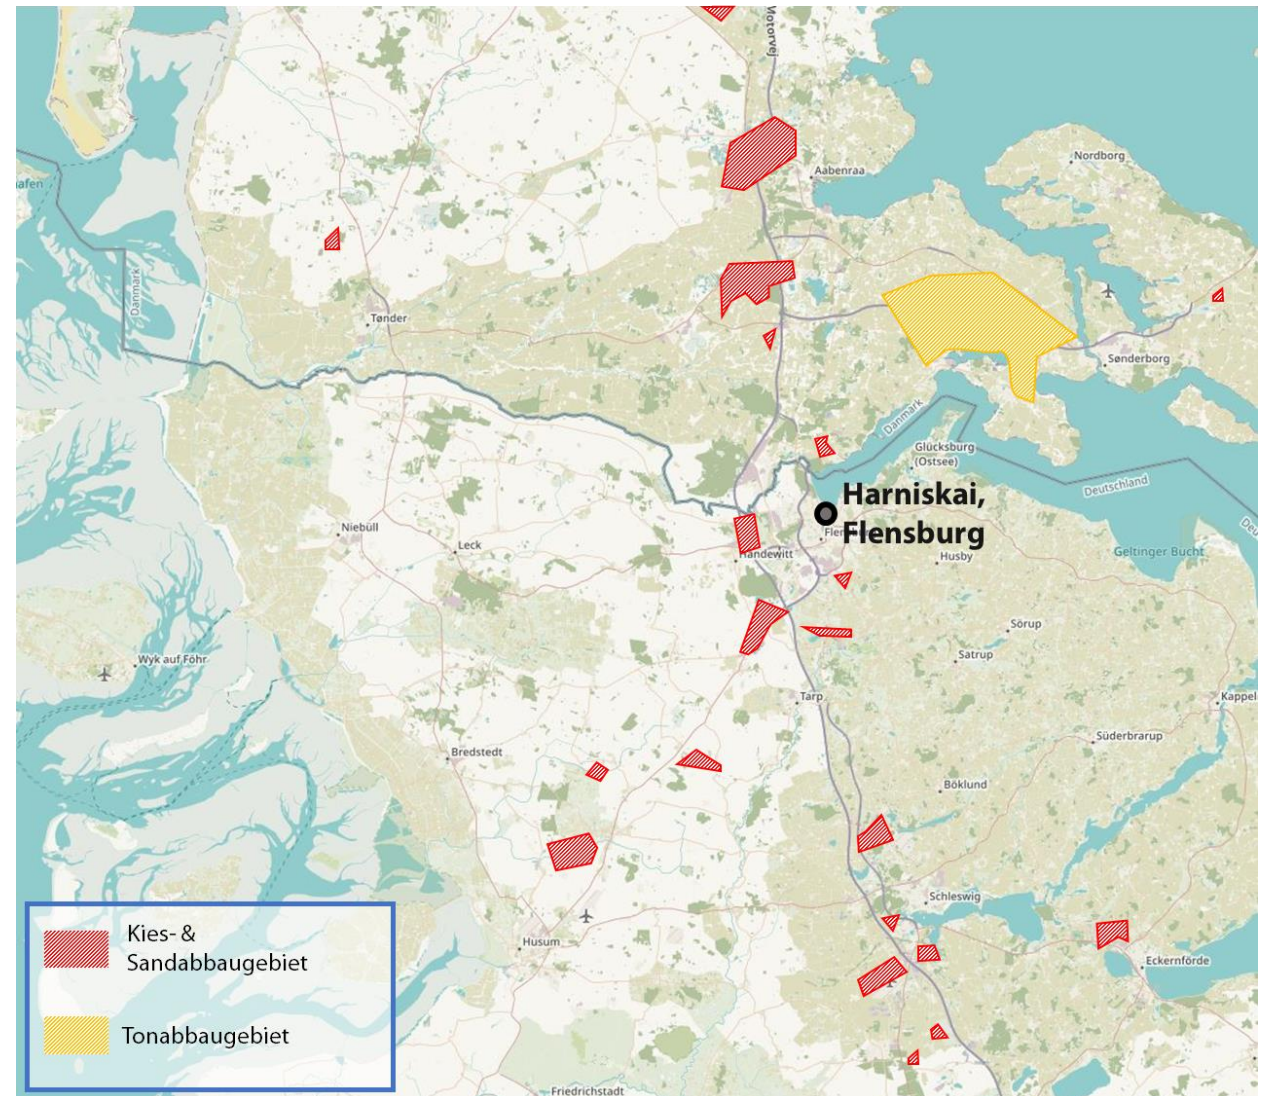 Motorvej
Nordborg
Aabenraa
Danmark
Tønder
Sønderborg
Danmark
Glücksburg
(Ostsee)
Deutschland
Harniskai,
Flensburg
Niebüll
Leck
Handewitt
Husby
Geltinger Bucht
Sörup
Satrup
Wyk auf Föhr
Tarp
Kappel
Süderbrarup
Bredstedt
Böklund
Schleswig
Husum
Eckernförde
Friedrichstadt
Kies- &
Sandabbaugebiet
Tonabbaugebiet